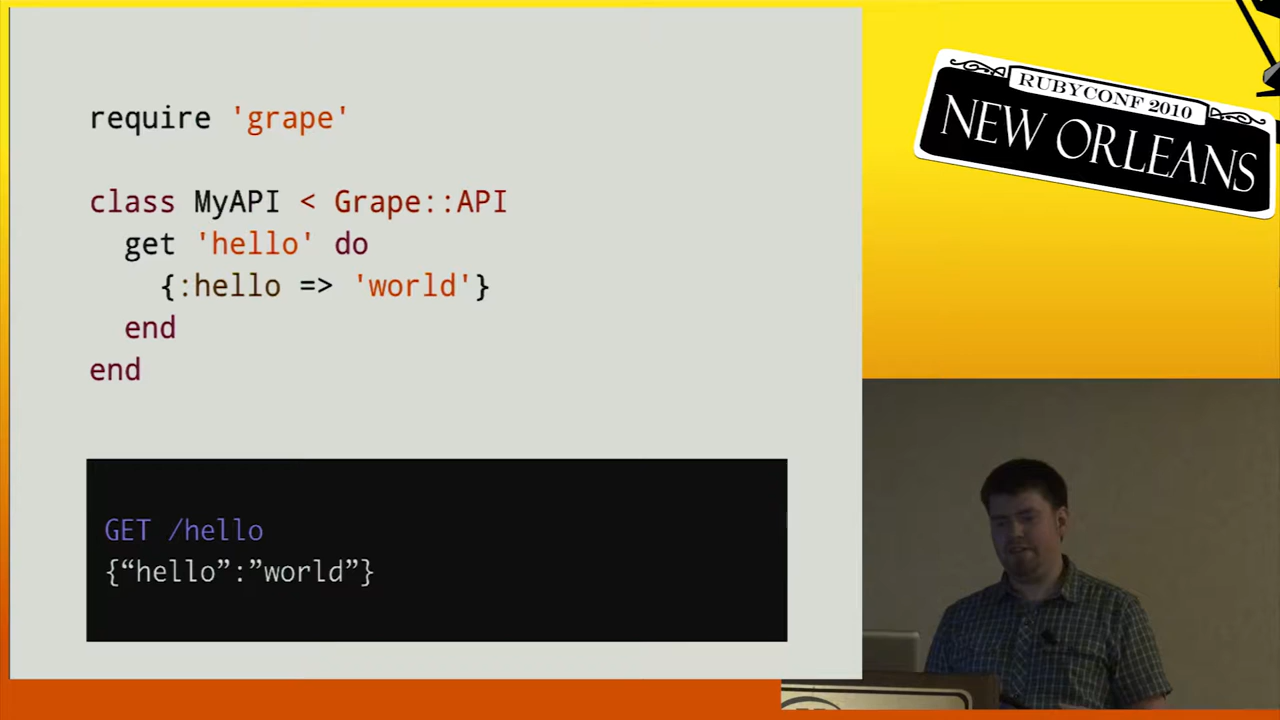 require 'grape'
class MyAPI < Grape::API
get 'hello' do
{:hello => 'world'}
end
end
GET /hello
{“hello”:”world”}
RUBYCONF 2010
NEW ORLEANS